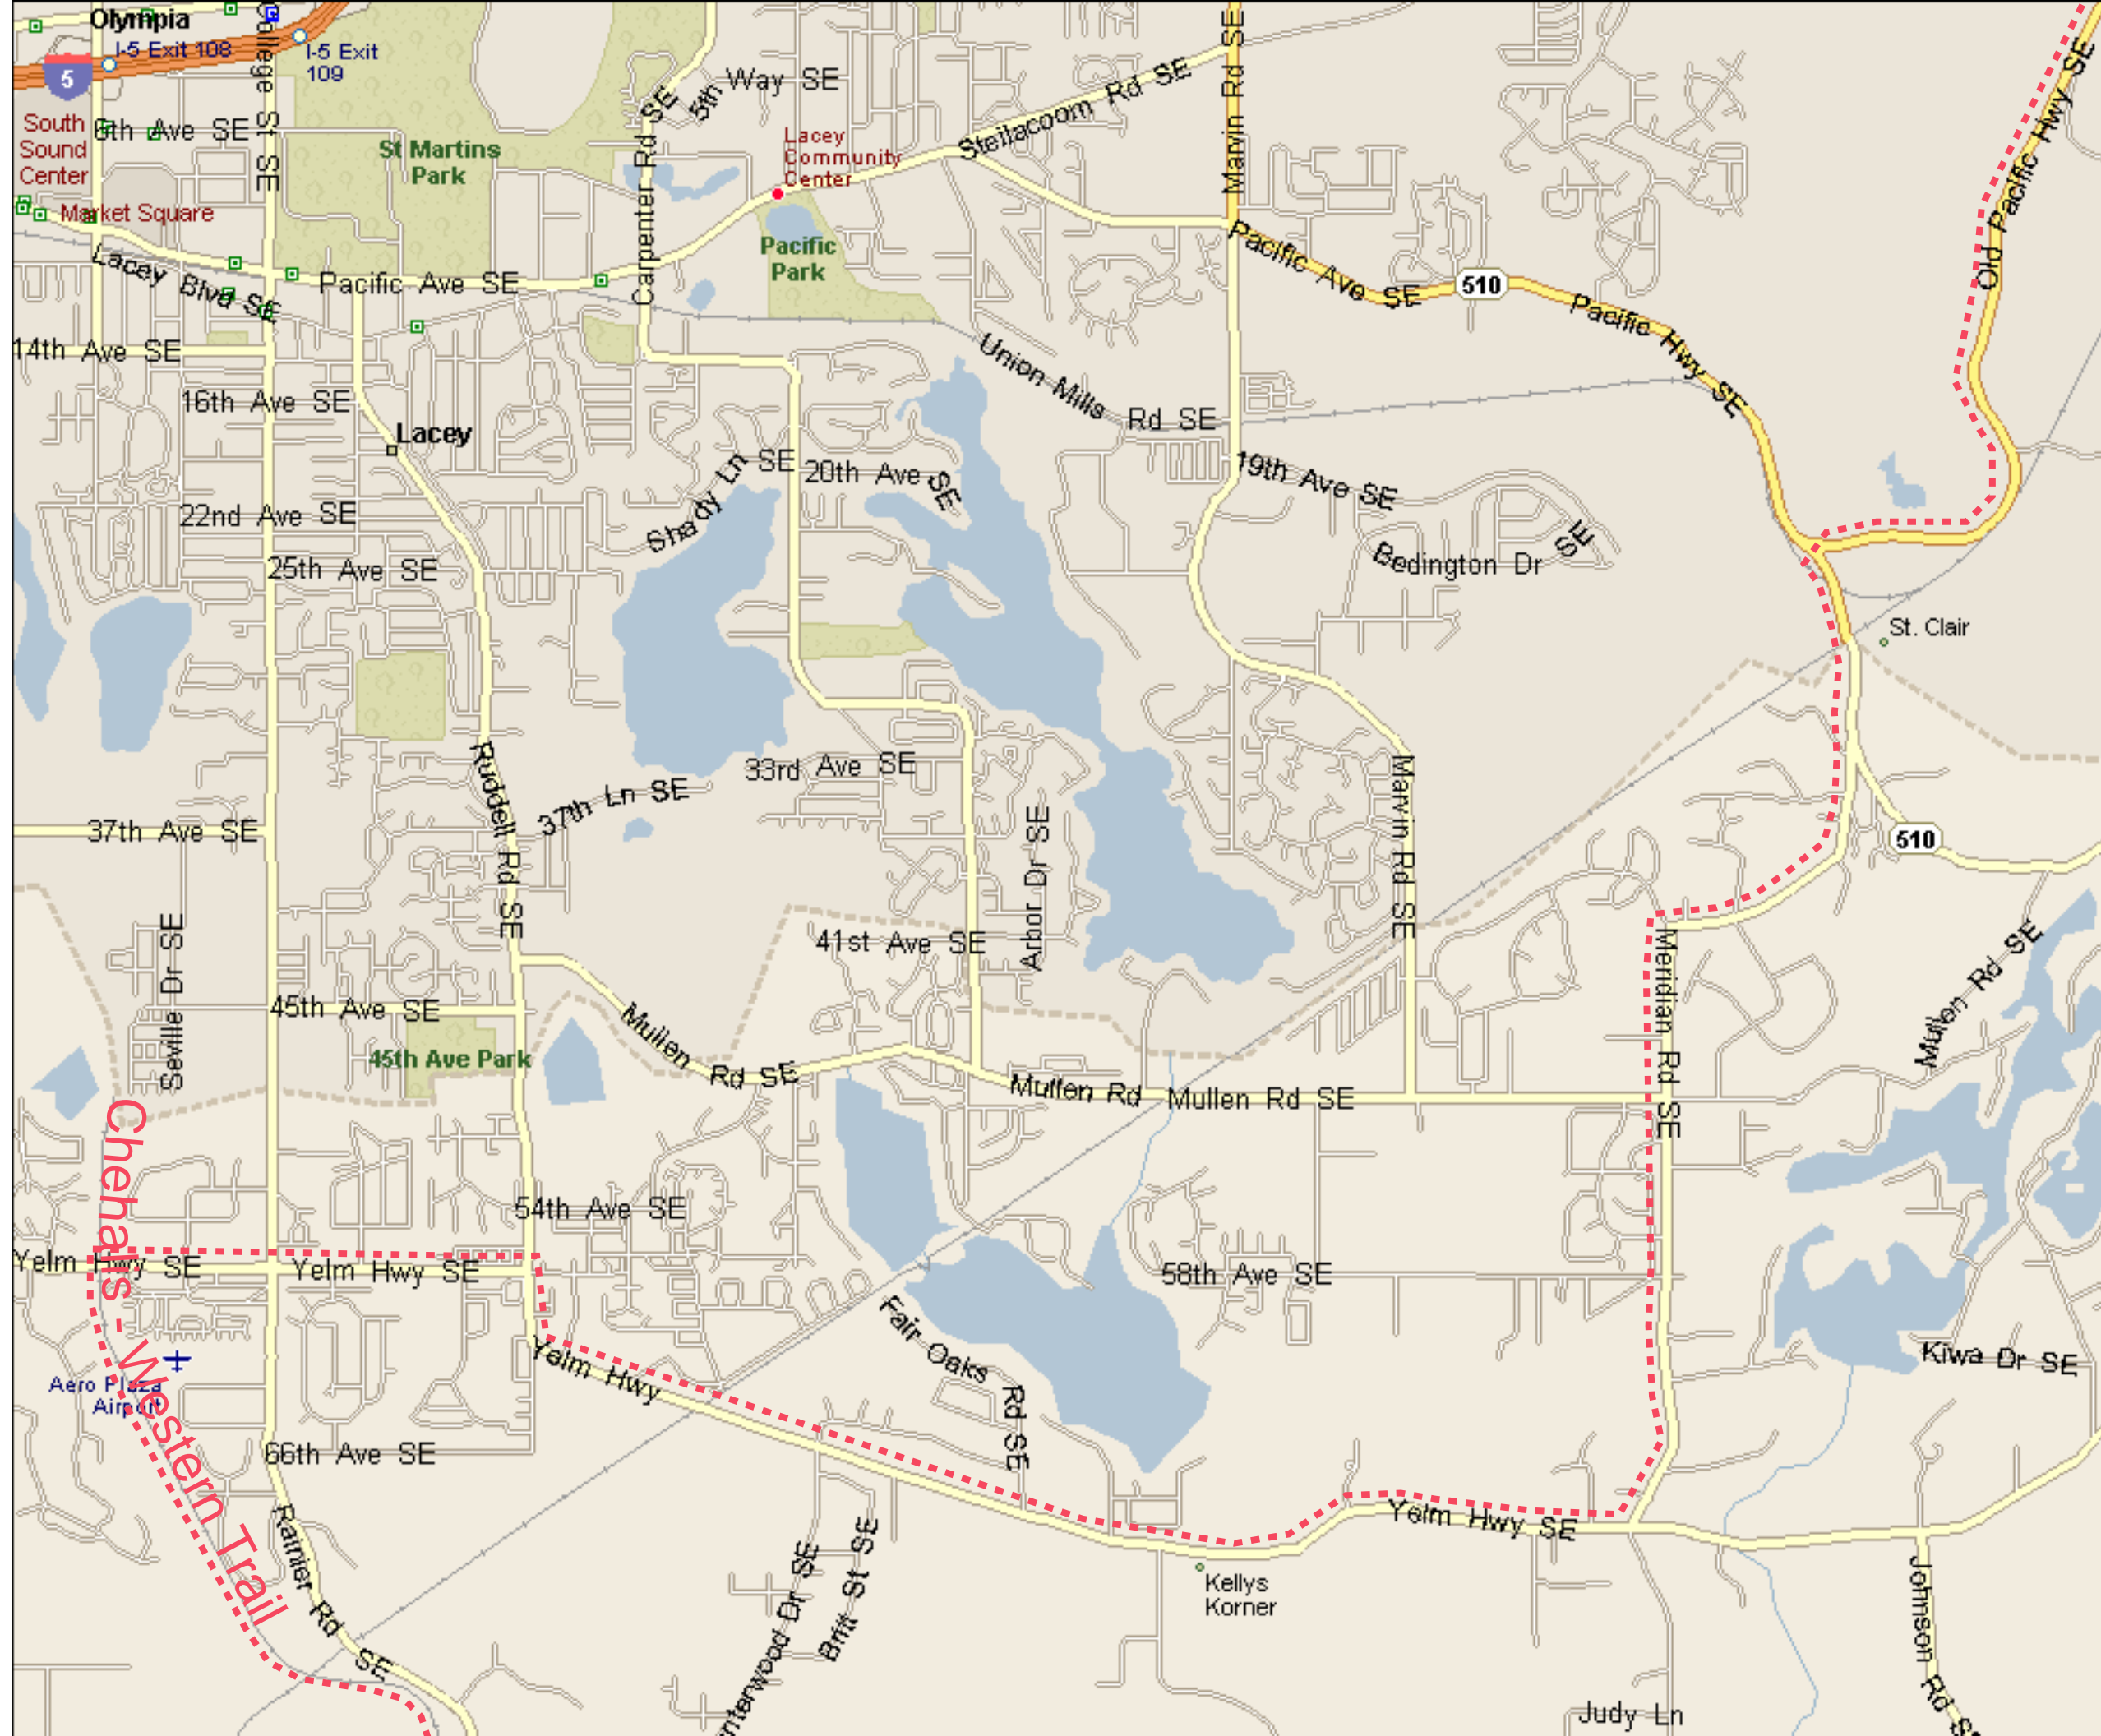 Olympia
I-5 Exit 108
I-5 Exit
109
5
College St SE
South
Sound
Center
6th Ave SE
Market Square
St Martins
Park
Carpenter Rd SE
5th Way SE
Lacey
Community
Center
Pacific
Park
Steilacoom Rd SE
Marvin Rd SE
Pacific Ave SE
510
Pacific Hwy SE
Old Pacific Hwy SE
Lacey Blvd SE
Pacific Ave SE
14th Ave SE
16th Ave SE
Lacey
Union Mills Rd SE
Shady Ln SE
20th Ave SE
19th Ave SE
22nd Ave SE
25th Ave SE
Bedington Dr SE
St. Clair
Ruddell Rd SE
37th Ln SE
33rd Ave SE
Arbor Dr SE
Marvin Rd SE
37th Ave SE
510
Seville Dr SE
41st Ave SE
Meridian Rd SE
Mullen Rd SE
45th Ave SE
45th Ave Park
Mullen Rd SE
Mullen Rd
Mullen Rd SE
Chehalis - Western Trail
54th Ave SE
Yelm Hwy SE
Yelm Hwy SE
58th Ave SE
Fair Oaks Rd SE
Yelm Hwy
Kiwa Dr SE
Aero Plaza
Airport
66th Ave SE
Rainier Rd SE
Yelm Hwy SE
Kellys
Korner
nterwood Dr SE
Britt St SE
Johnson Rd
Judy Ln